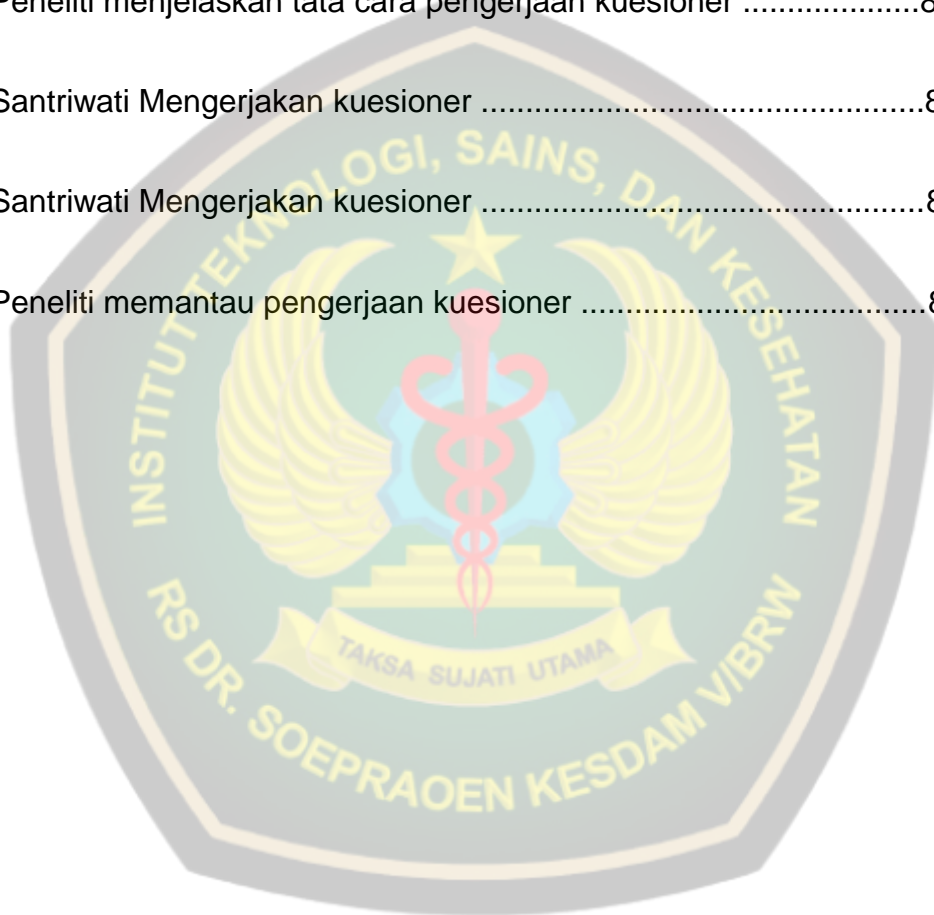 Peneliti menjelaskan tata cara pengerjaan kuesioner ....................8
Santriwati Mengerjakan kuesioner ..................................................8
Santriwati Mengerjakan kuesioner ..................................................8
Peneliti memantau pengerjaan kuesioner .......................................8
INSTITUT TEKNOLOGI, SAINS, DAN KESEHATAN
TAKSA SUJATI UTAMA
RS DR. SOEPRAOEN KESDAM V/BRW